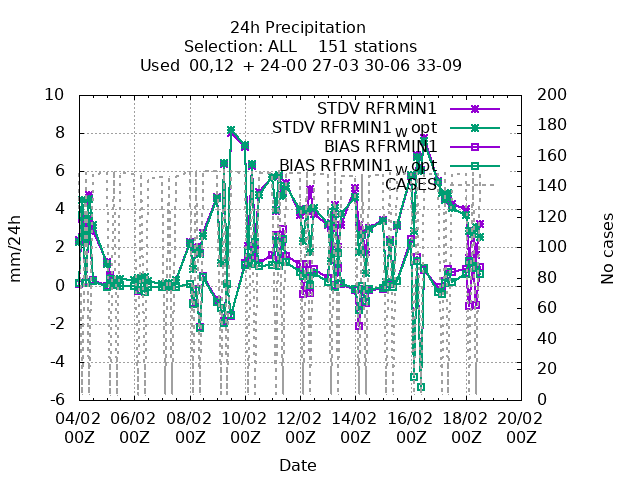 24h Precipitation
Selection: ALL    151 stations
Used  00,12  + 24-00 27-03 30-06 33-09
STDV RFRMIN1
STDV RFRMIN1_w opt
BIAS RFRMIN1
BIAS RFRMIN1_w opt
CASES
mm/24h
10
8
6
4
2
0
-2
-4
-6
No cases
200
180
160
140
120
100
80
60
40
20
0
04/02 06/02 08/02 10/02 12/02 14/02 16/02 18/02 20/02
00Z 00Z 00Z 00Z 00Z 00Z 00Z 00Z 00Z
Date